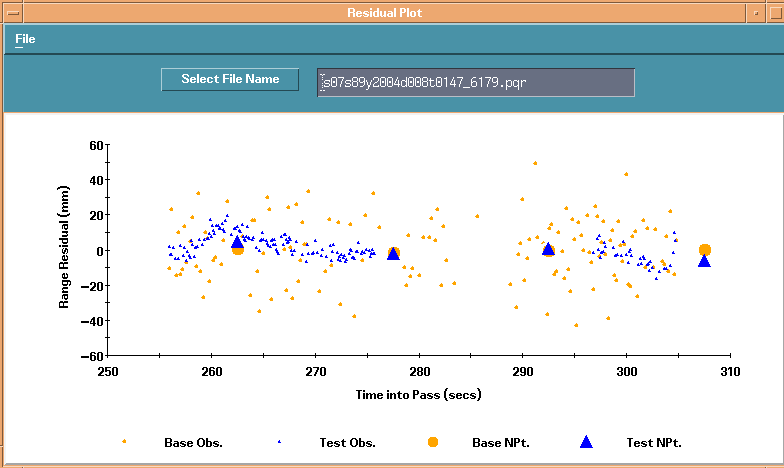 Residual Plot
File
Select File Name
s07s89y2004d008t0147_6179.pqr
60
40
20
0
−20
−40
−60
Range Residual (mm)
250 260 270 280 290 300 310
Time into Pass (secs)
Base Obs. Test Obs. Base NPt. Test NPt.